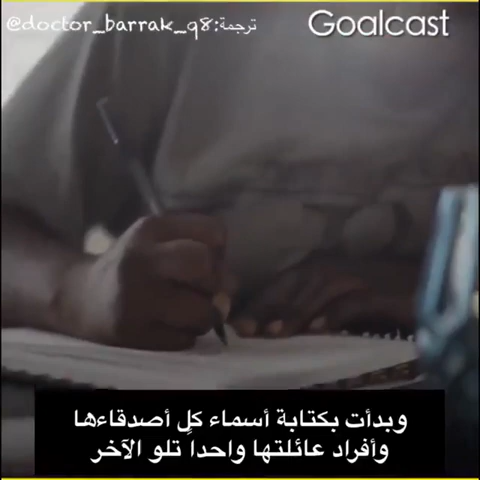 ترجمة:@doctor_barrak_q8
Goalcast
وبدأت بكتابة أسماء كل أصدقاءها
وأفراد عائلتها واحداً تلو الآخر